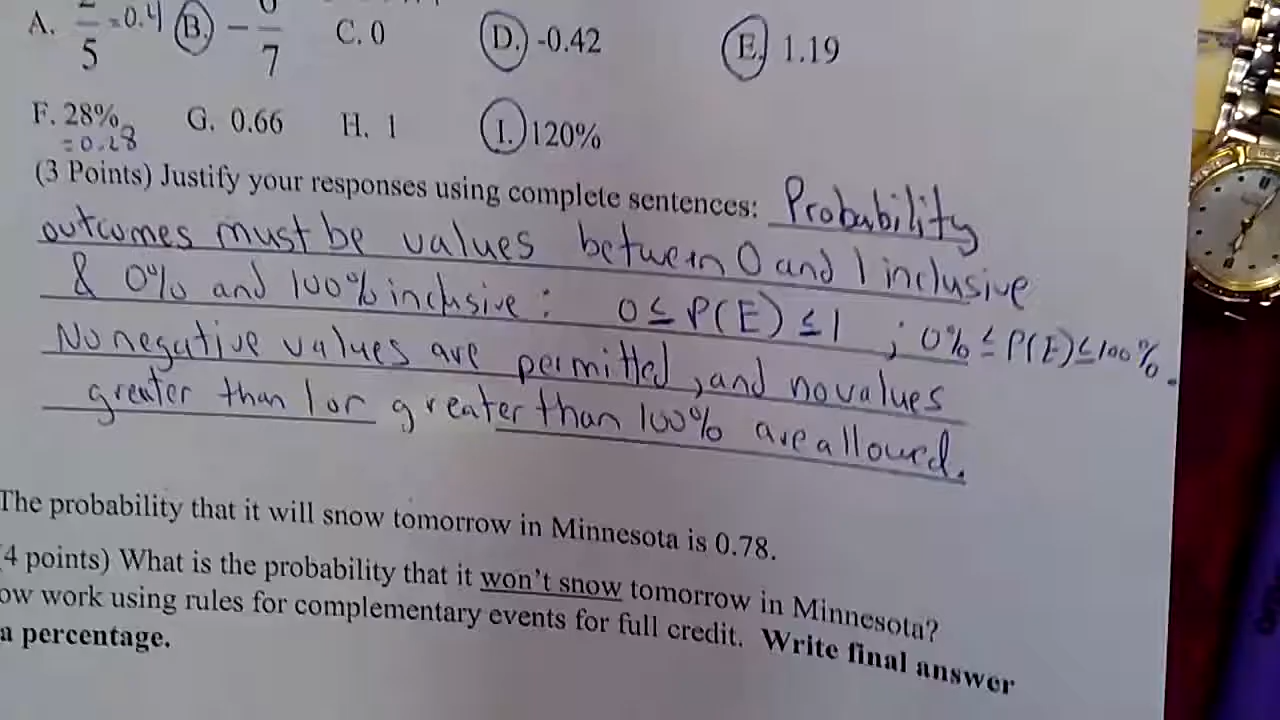 A. 5 =0.4 B. - 7 C. 0 D. -0.42 E. 1.19
F. 28% =0.28 G. 0.66 H. 1 I. 120%
(3 Points) Justify your responses using complete sentences: Probability
outcomes must be values between 0 and 1 inclusive
& 0% and 100% inclusive: 0≤P(E)≤1 ; 0%≤P(E)≤100%.
No negative values are permitted, and no values
greater than 1 or greater than 100% are allowed.
The probability that it will snow tomorrow in Minnesota is 0.78.
(4 points) What is the probability that it won't snow tomorrow in Minnesota?
ow work using rules for complementary events for full credit. Write final answer
a percentage.